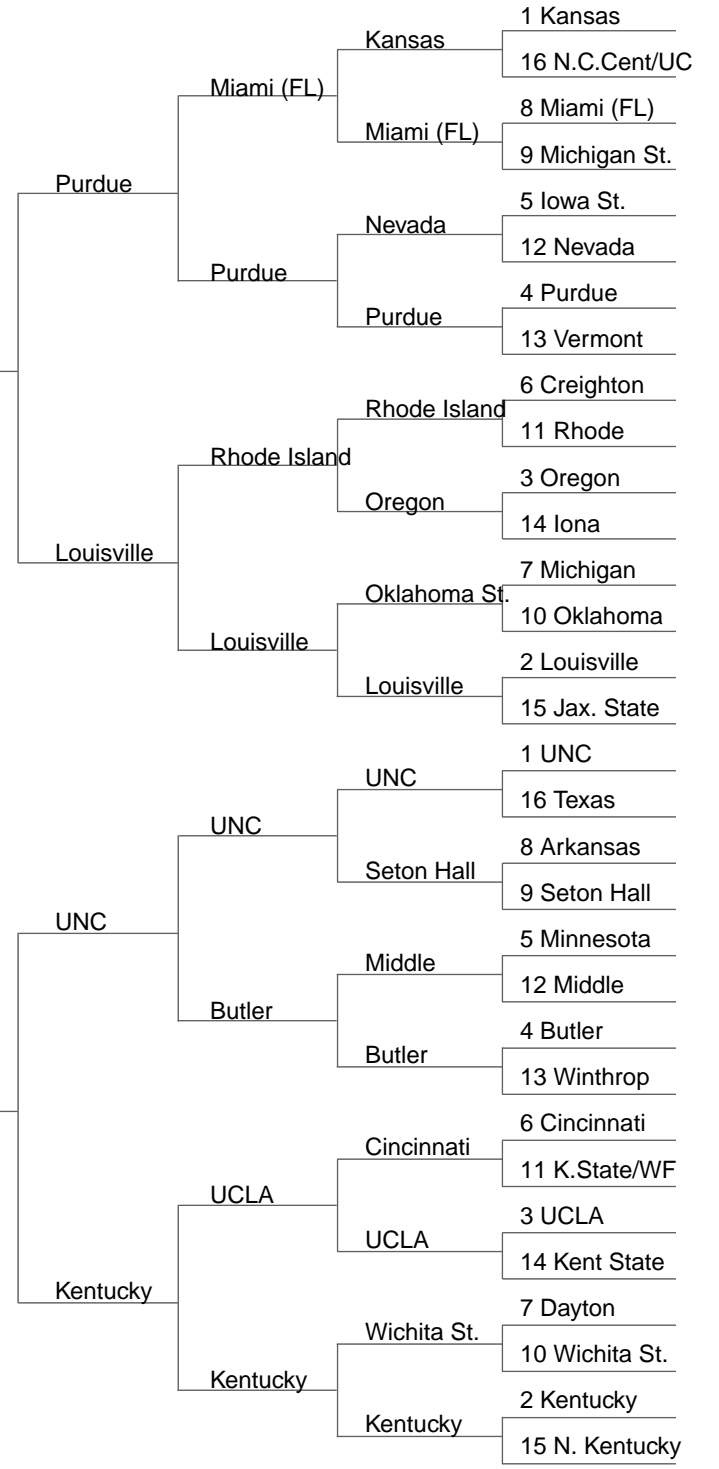 1 Kansas
Kansas
16 N.C.Cent/UC
Miami (FL)
8 Miami (FL)
Miami (FL)
9 Michigan St.
Purdue
5 Iowa St.
Nevada
12 Nevada
Purdue
4 Purdue
Purdue
13 Vermont
6 Creighton
Rhode Island
11 Rhode
Rhode Island
3 Oregon
Oregon
14 Iona
Louisville
7 Michigan
Oklahoma St.
10 Oklahoma
Louisville
2 Louisville
Louisville
15 Jax. State
1 UNC
UNC
16 Texas
UNC
8 Arkansas
Seton Hall
9 Seton Hall
UNC
5 Minnesota
Middle
12 Middle
Butler
4 Butler
Butler
13 Winthrop
6 Cincinnati
Cincinnati
11 K.State/WF
UCLA
3 UCLA
UCLA
14 Kent State
Kentucky
7 Dayton
Wichita St.
10 Wichita St.
Kentucky
2 Kentucky
Kentucky
15 N. Kentucky